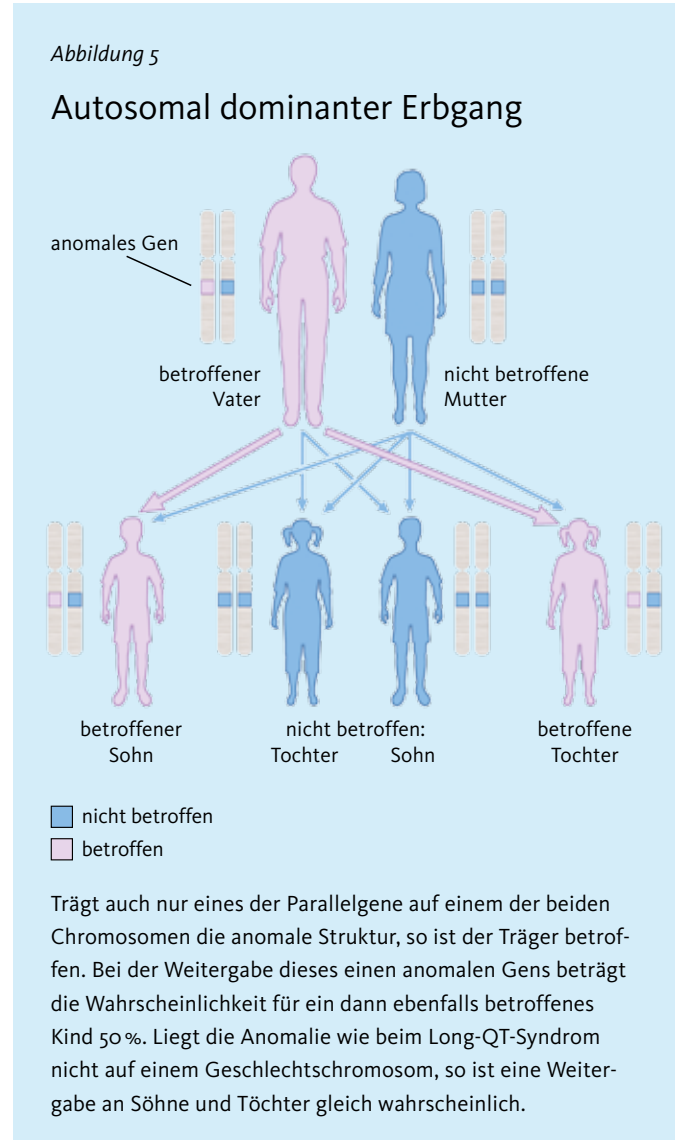 Abbildung 5
Autosomal dominanter Erbgang
anomales Gen
betroffener
Vater
nicht betroffene
Mutter
betroffener
Sohn
nicht betroffen:
Tochter Sohn
betroffene
Tochter
nicht betroffen
betroffen
Trägt auch nur eines der Parallelgene auf einem der beiden
Chromosomen die anomale Struktur, so ist der Träger betrof-
fen. Bei der Weitergabe dieses einen anomalen Gens beträgt
die Wahrscheinlichkeit für ein dann ebenfalls betroffenes
Kind 50 %. Liegt die Anomalie wie beim Long-QT-Syndrom
nicht auf einem Geschlechtschromosom, so ist eine Weiter-
gabe an Söhne und Töchter gleich wahrscheinlich.